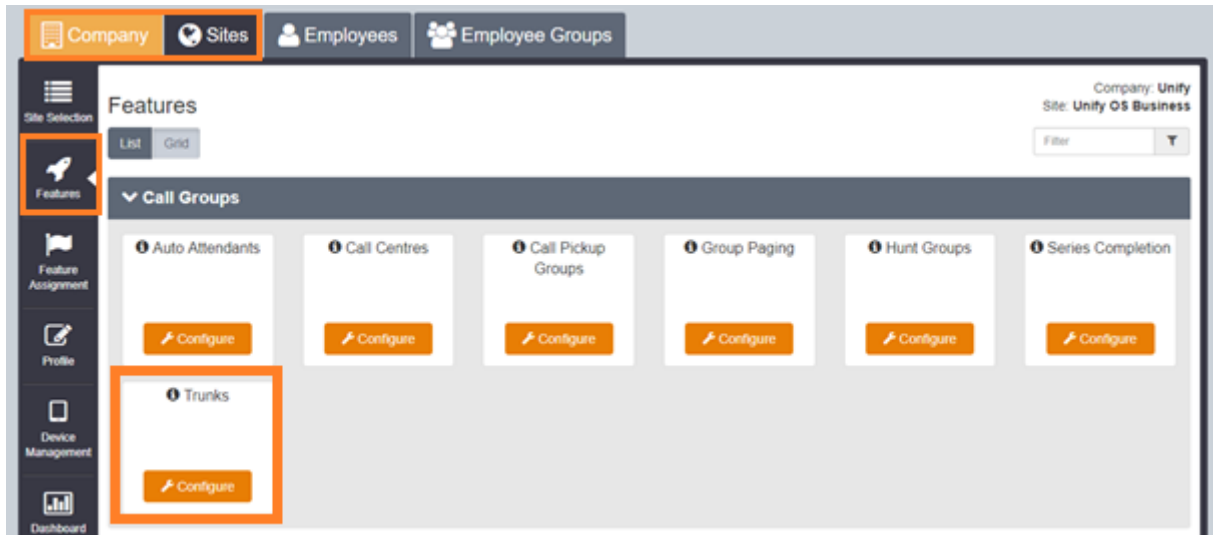 Company
Sites
Employees
Employee Groups
Site Selection
Features
Feature
Assignment
Profile
Device
Management
Dashboard
Features
Company: Unify
Site: Unify OS Business
List
Grid
Filter
Call Groups
Auto Attendants
Configure
Call Centres
Configure
Call Pickup
Groups
Configure
Group Paging
Configure
Hunt Groups
Configure
Series Completion
Configure
Trunks
Configure